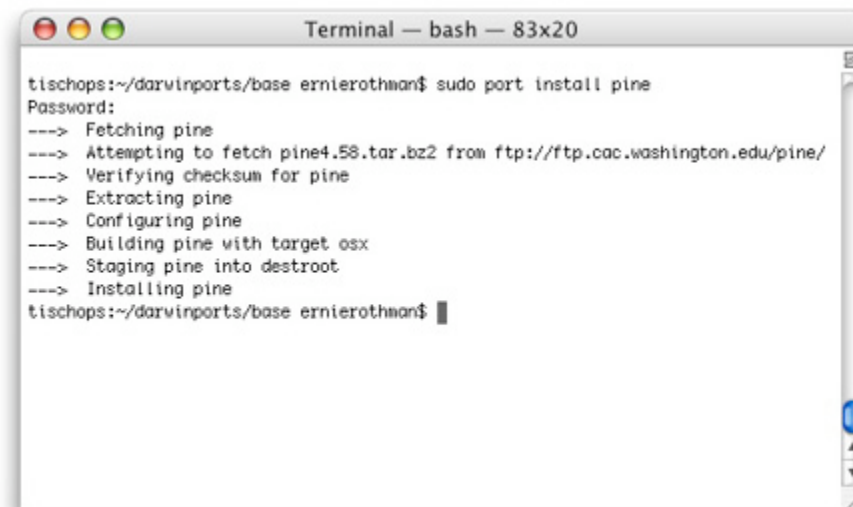 Terminal — bash — 83x20
tischops:~/darwinports/base ernierothman$ sudo port install pine
Password:
---> Fetching pine
---> Attempting to fetch pine4.58.tar.bz2 from ftp://ftp.cac.washington.edu/pine/
---> Verifying checksum for pine
---> Extracting pine
---> Configuring pine
---> Building pine with target osx
---> Staging pine into destroot
---> Installing pine
tischops:~/darwinports/base ernierothman$